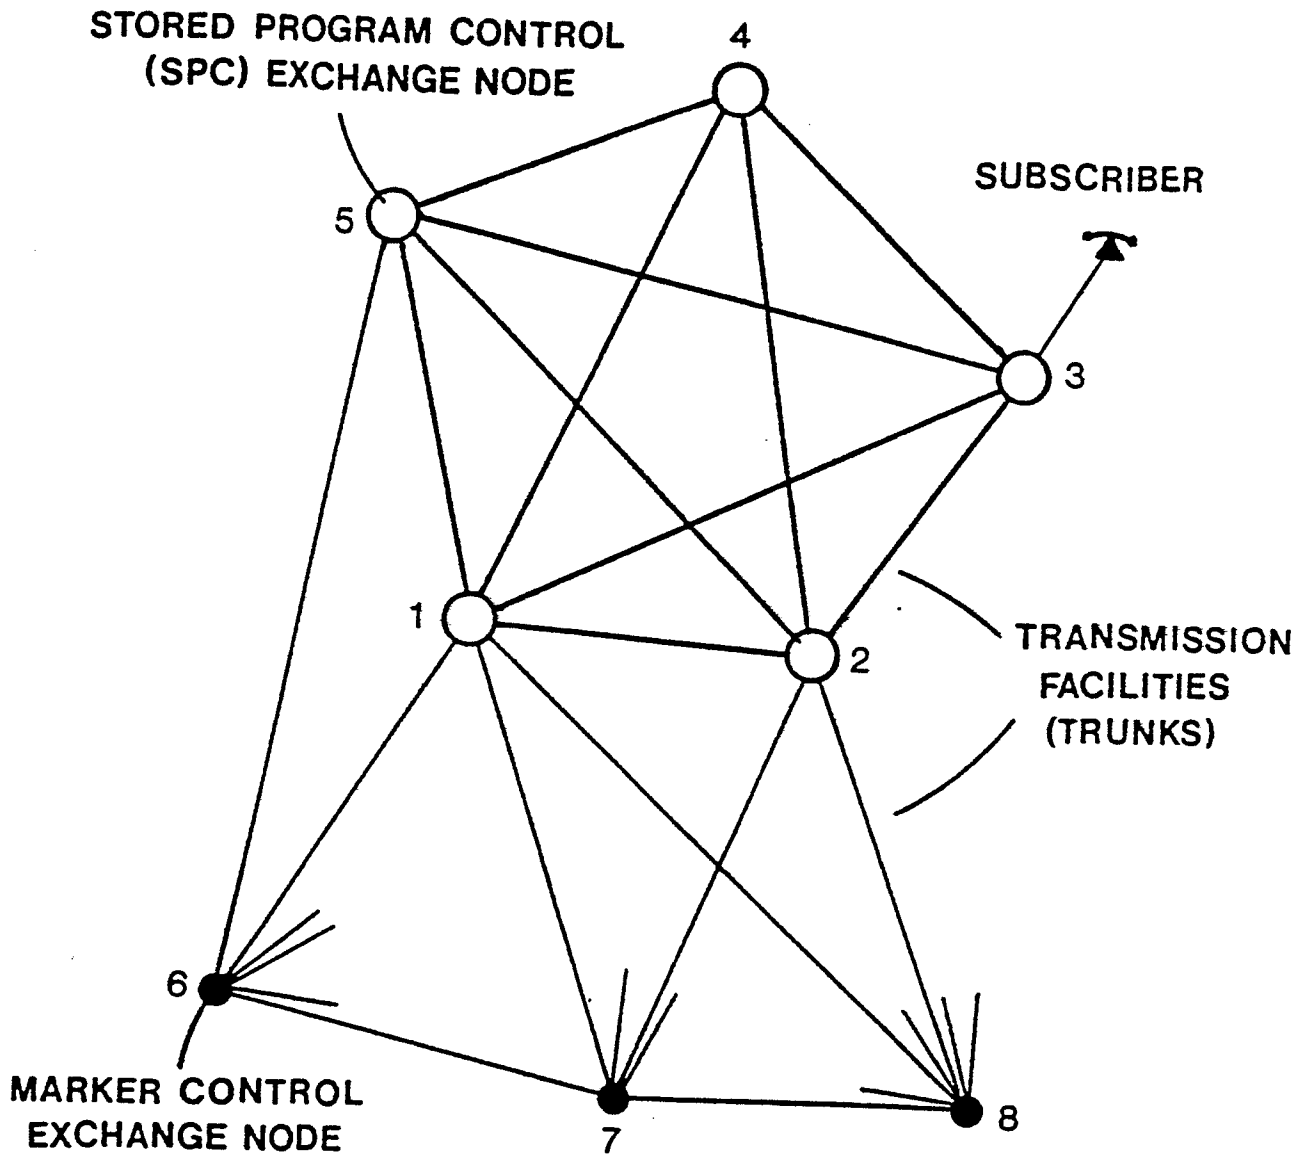 STORED PROGRAM CONTROL
(SPC) EXCHANGE NODE
4
SUBSCRIBER
5
3
1
2
TRANSMISSION
FACILITIES
(TRUNKS)
6
MARKER CONTROL
EXCHANGE NODE
7
8